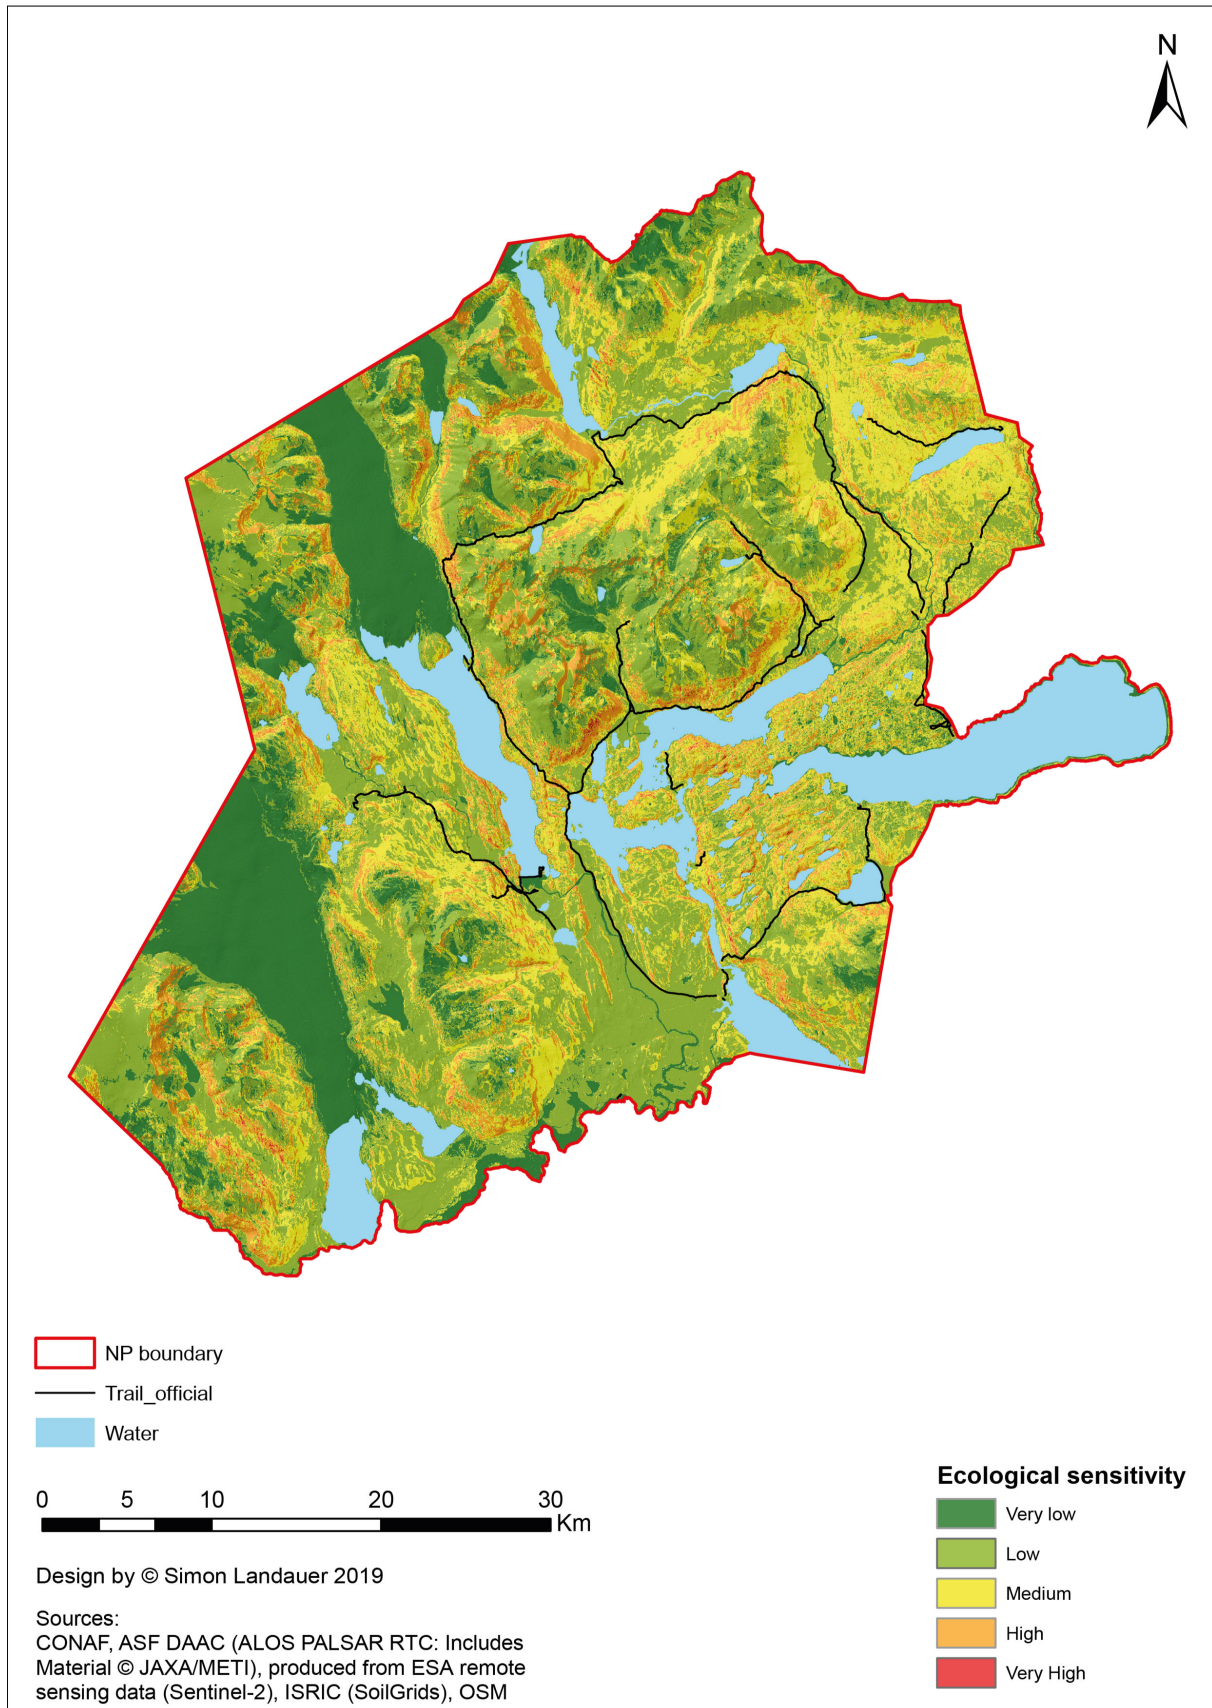 N
NP boundary
Trail_official
Water
0 5 10 20 30
Km
Design by © Simon Landauer 2019
Sources:
CONAF, ASF DAAC (ALOS PALSAR RTC: Includes
Material © JAXA/METI), produced from ESA remote
sensing data (Sentinel-2), ISRIC (SoilGrids), OSM
Ecological sensitivity
Very low
Low
Medium
High
Very High